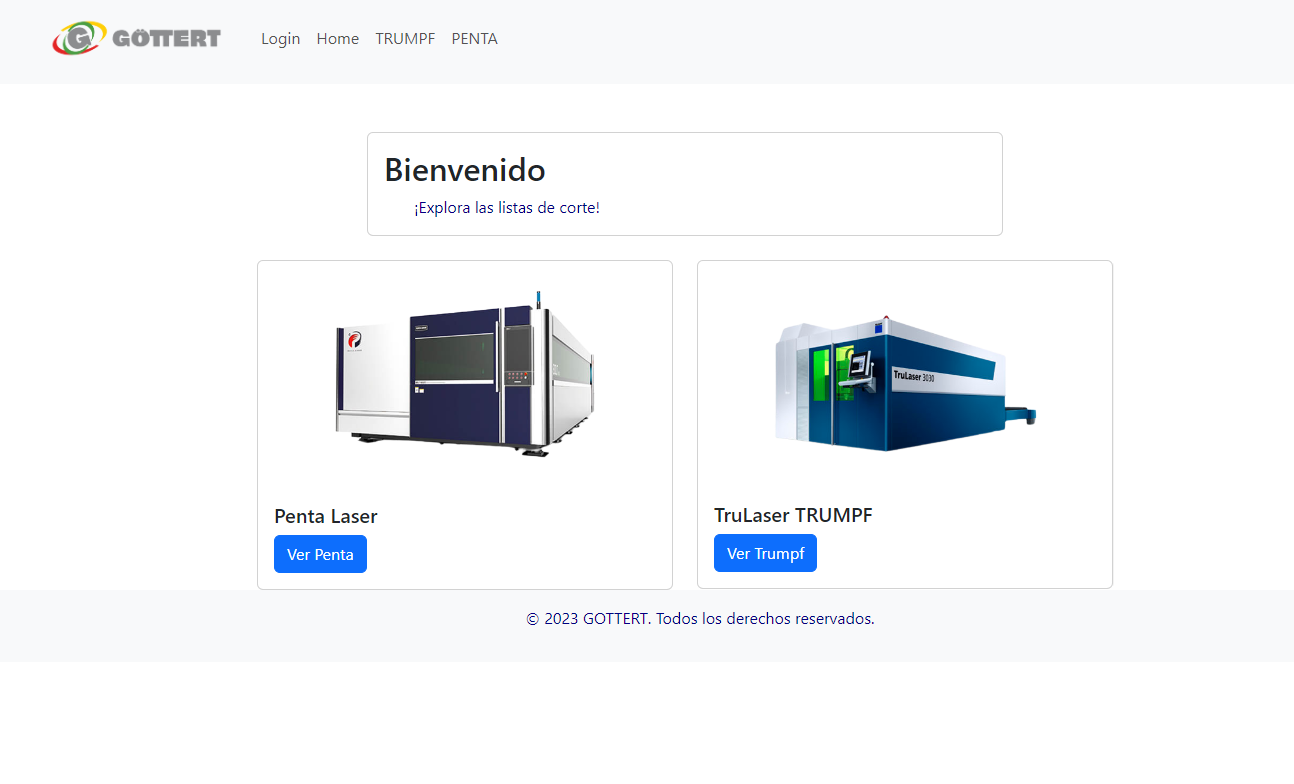 G GÖTTERT
Login Home TRUMPF PENTA
Bienvenido
¡Explora las listas de corte!
TruLaser 3030
Penta Laser
Ver Penta
TruLaser TRUMPF
Ver Trumpf
© 2023 GOTTERT. Todos los derechos reservados.